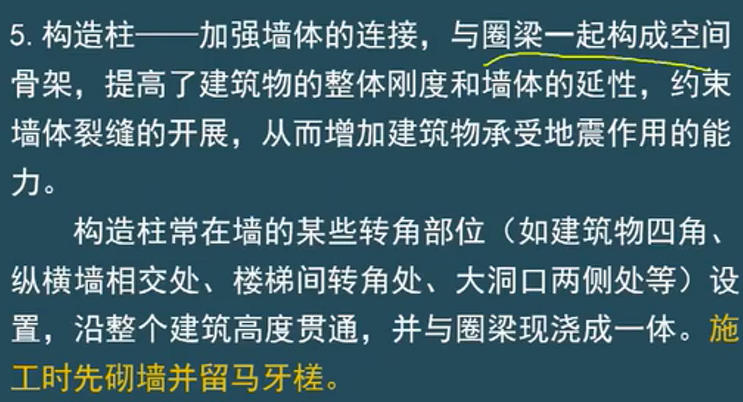 5. 构造柱——加强墙体的连接，与圈梁一起构成空间
骨架，提高了建筑物的整体刚度和墙体的延性，约束
墙体裂缝的开展，从而增加建筑物承受地震作用的能
力。
构造柱常在墙的某些转角部位（如建筑物四角、
纵横墙相交处、楼梯间转角处、大洞口两侧处等）设
置，沿整个建筑高度贯通，并与圈梁现浇成一体。施
工时先砌墙并留马牙槎。